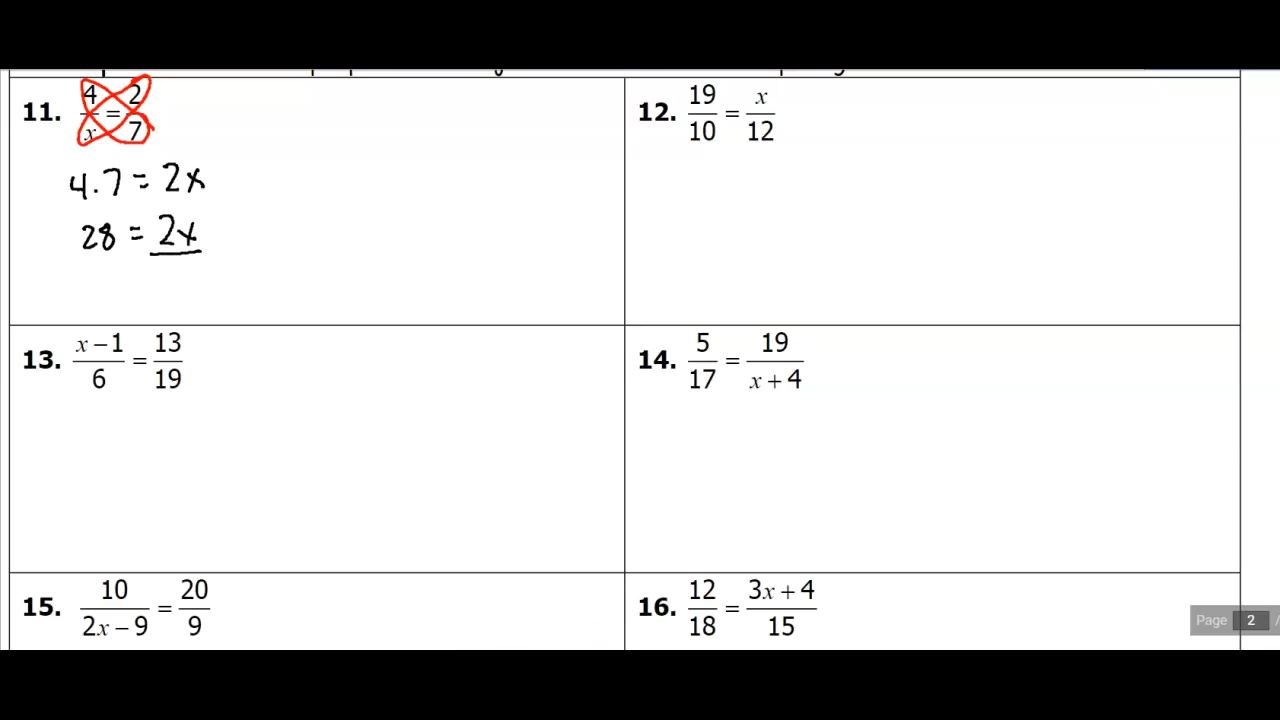 11. 4/x = 2/7
4.7 = 2x
28 = 2x
12. 19/10 = x/12
13. (x − 1)/6 = 13/19
14. 5/17 = 19/(x + 4)
15. 10/(2x − 9) = 20/9
16. 12/18 = (3x + 4)/15
Page 2 /